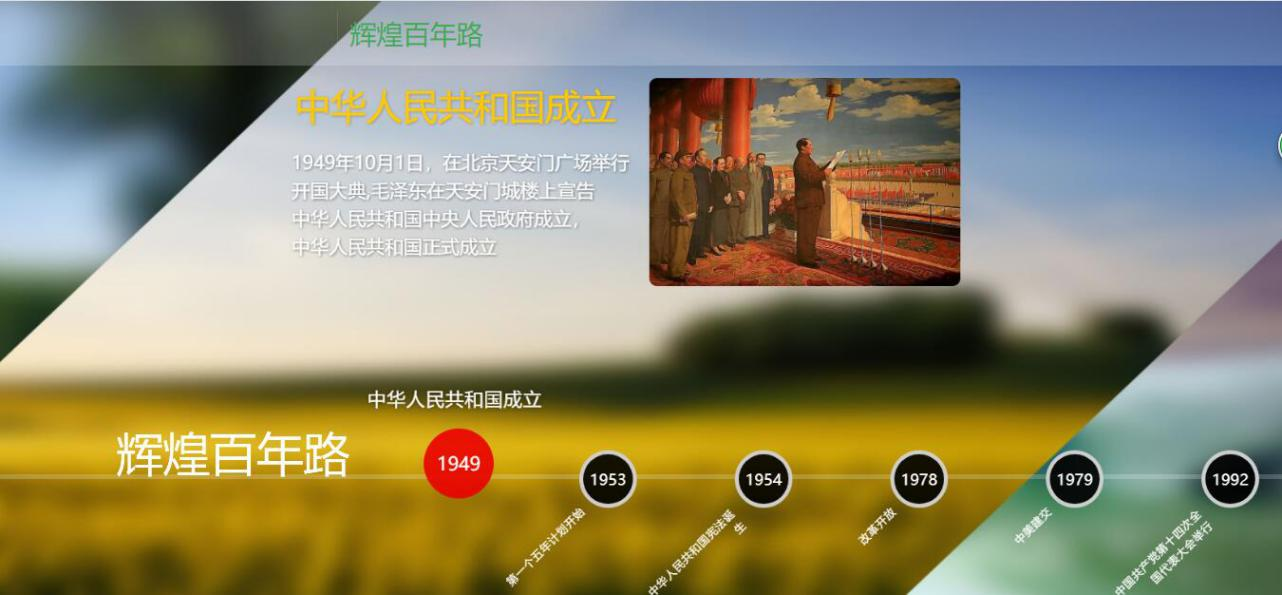 辉煌百年路
中华人民共和国成立
1949年10月1日，在北京天安门广场举行
开国大典,毛泽东在天安门城楼上宣告
中华人民共和国中央人民政府成立，
中华人民共和国正式成立
中华人民共和国成立
辉煌百年路
1949
1953
1954
1978
1979
1992
第一个五年计划开始
中华人民共和国宪法诞
生
改革开放
中美建交
中国共产党第十四次全
国代表大会举行